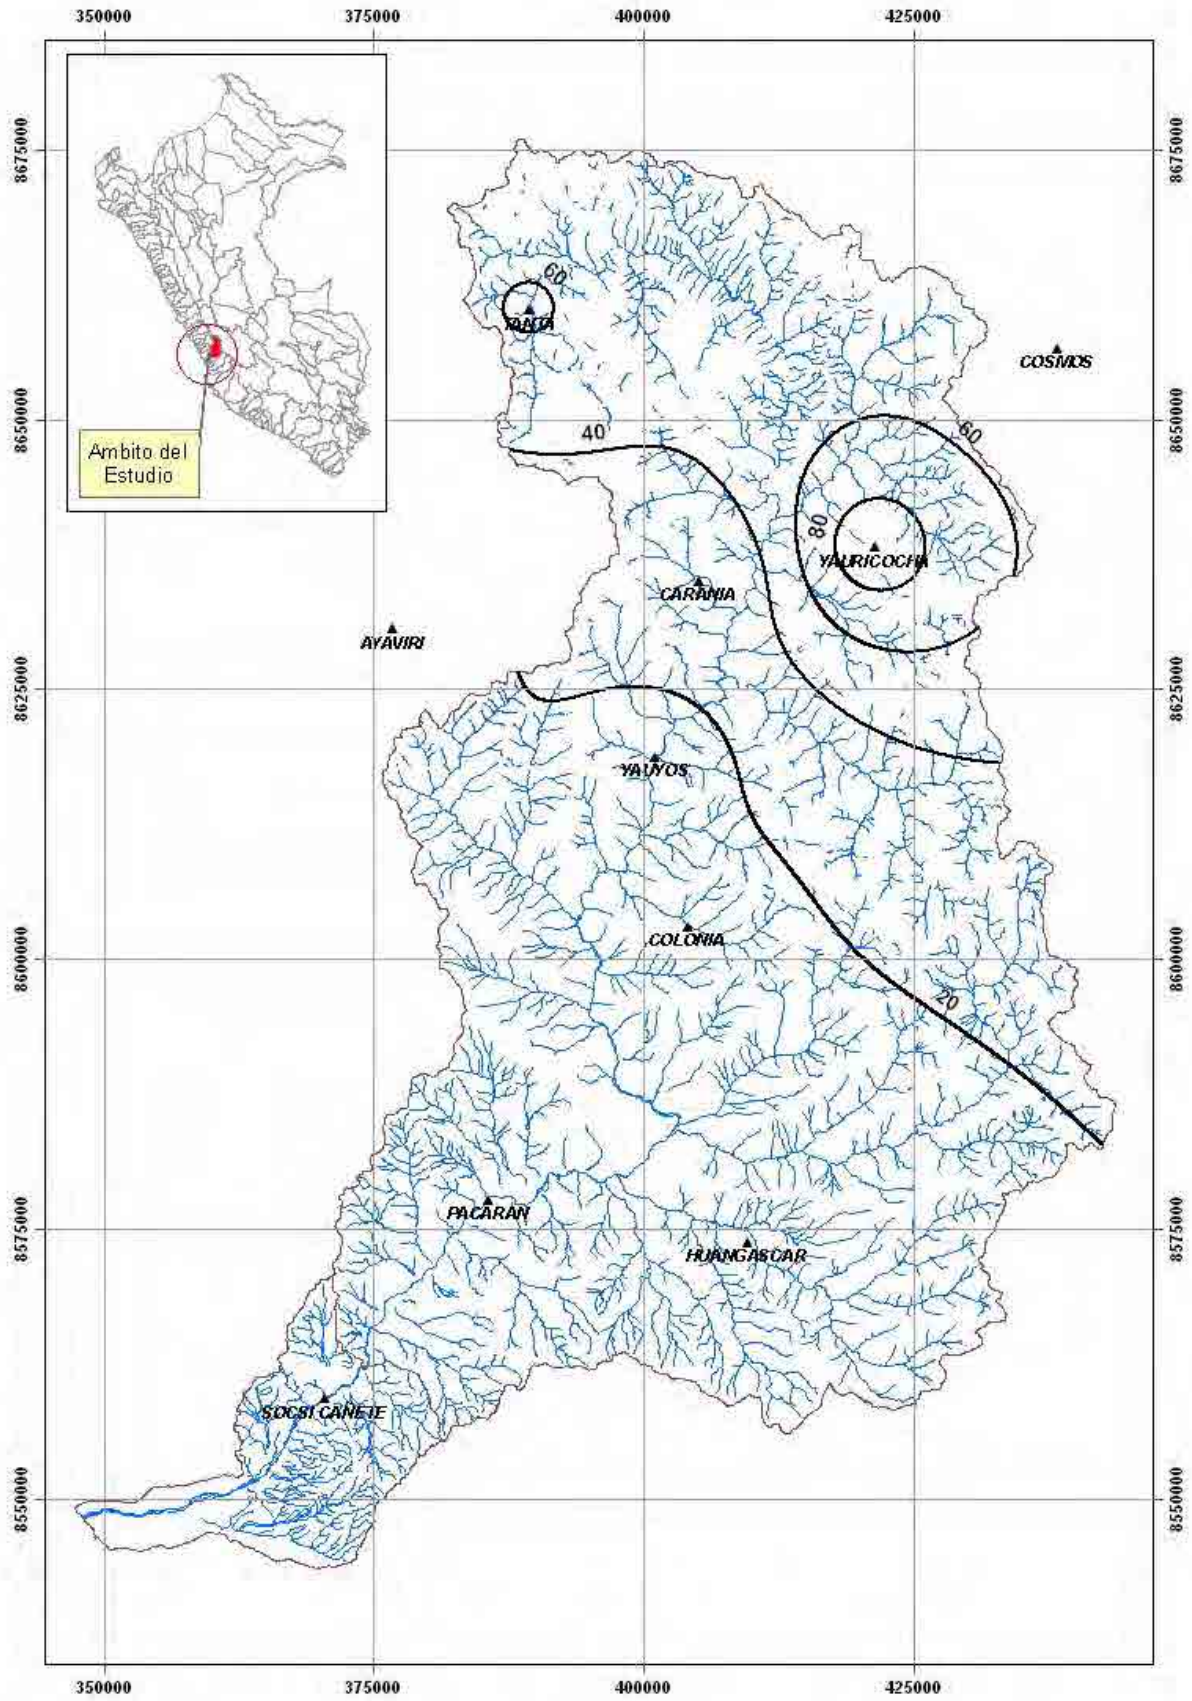 350000 375000 400000 425000
8675000 8675000
60
TANTA
COSMOS
Ambito del
Estudio
8650000 8650000
40
60
80
YAURICOCHA
CARANIA
AYAVIRI
8625000 8625000
YAUYOS
COLONIA
8600000 8600000
20
PACARAN
8575000 8575000
HUANGASCAR
SOCSI CAÑETE
8550000 8550000
350000 375000 400000 425000